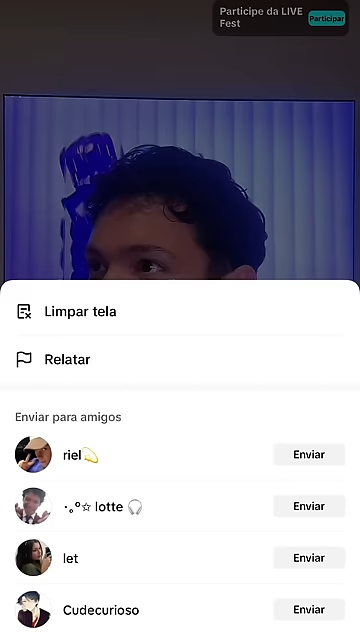 Participe da LIVE
Fest
Participar
Limpar tela
Relatar
Enviar para amigos
riel💫
Enviar
⋆｡°☆ lotte 🎧
Enviar
let
Enviar
Cudecurioso
Enviar